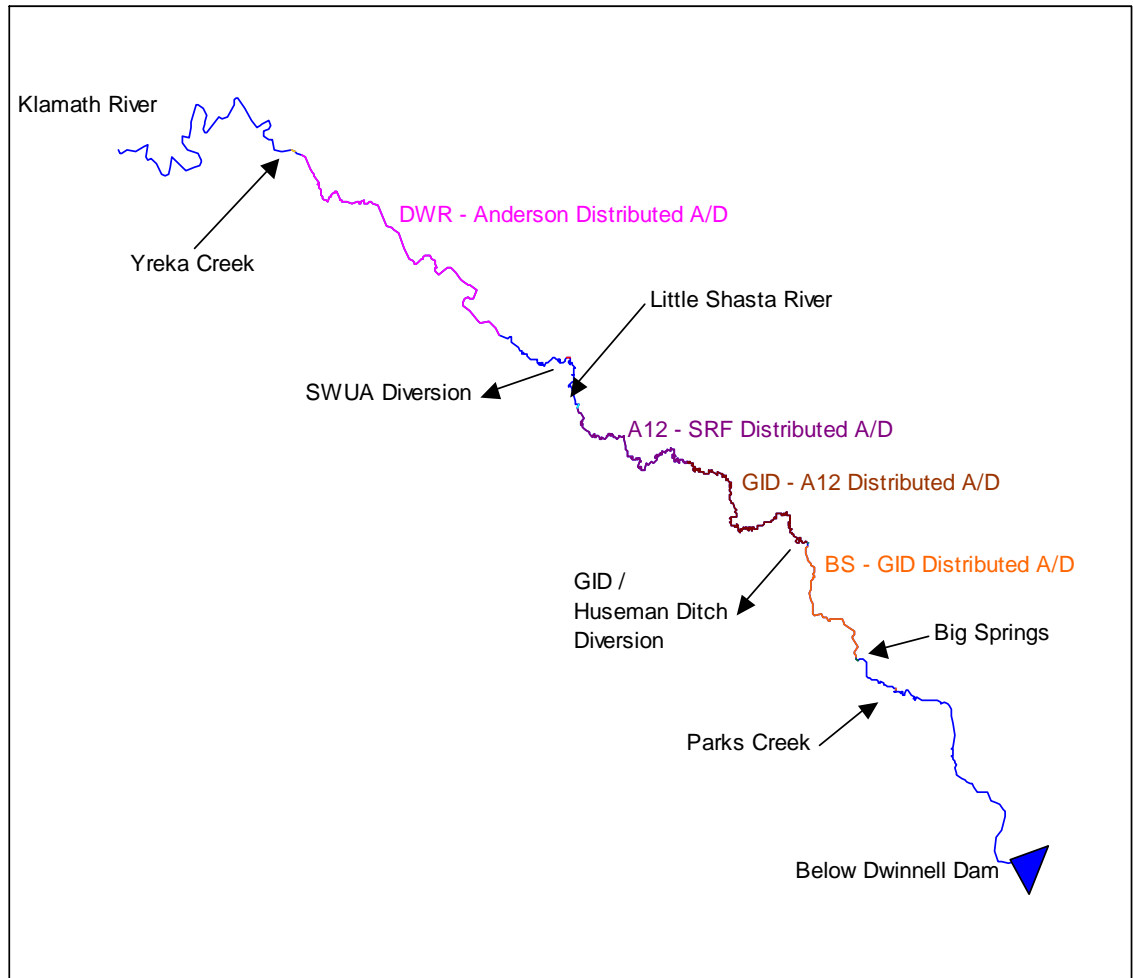 Klamath River
DWR - Anderson Distributed A/D
Yreka Creek
Little Shasta River
SWUA Diversion
A12 - SRF Distributed A/D
GID - A12 Distributed A/D
BS - GID Distributed A/D
GID /
Huseman Ditch
Diversion
Big Springs
Parks Creek
Below Dwinnell Dam